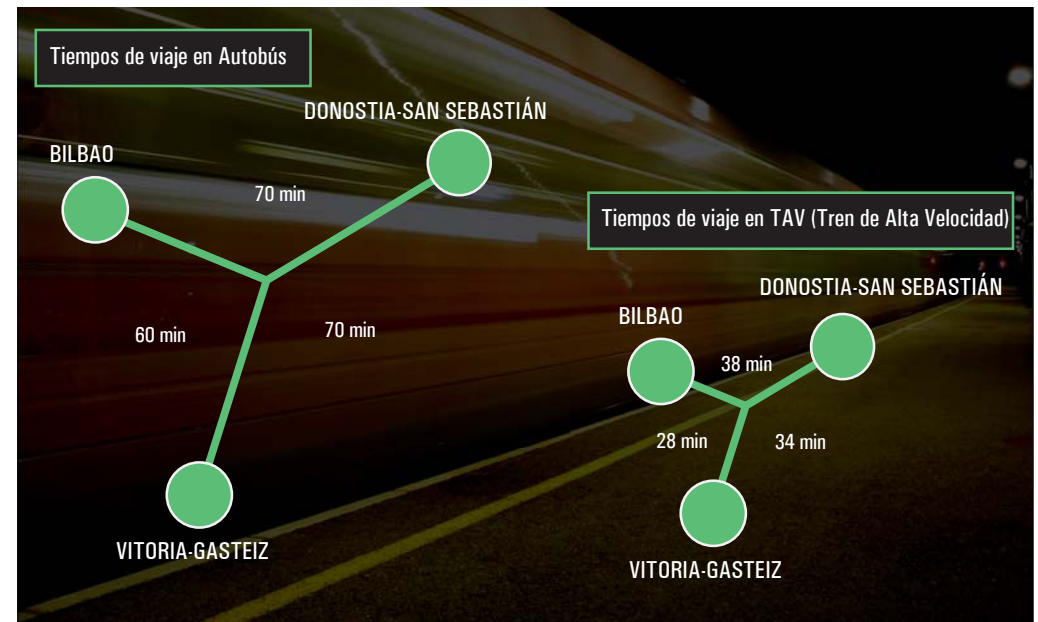 Tiempos de viaje en Autobús
DONOSTIA-SAN SEBASTIÁN
BILBAO
70 min
60 min
70 min
VITORIA-GASTEIZ
Tiempos de viaje en TAV (Tren de Alta Velocidad)
DONOSTIA-SAN SEBASTIÁN
BILBAO
38 min
28 min
34 min
VITORIA-GASTEIZ